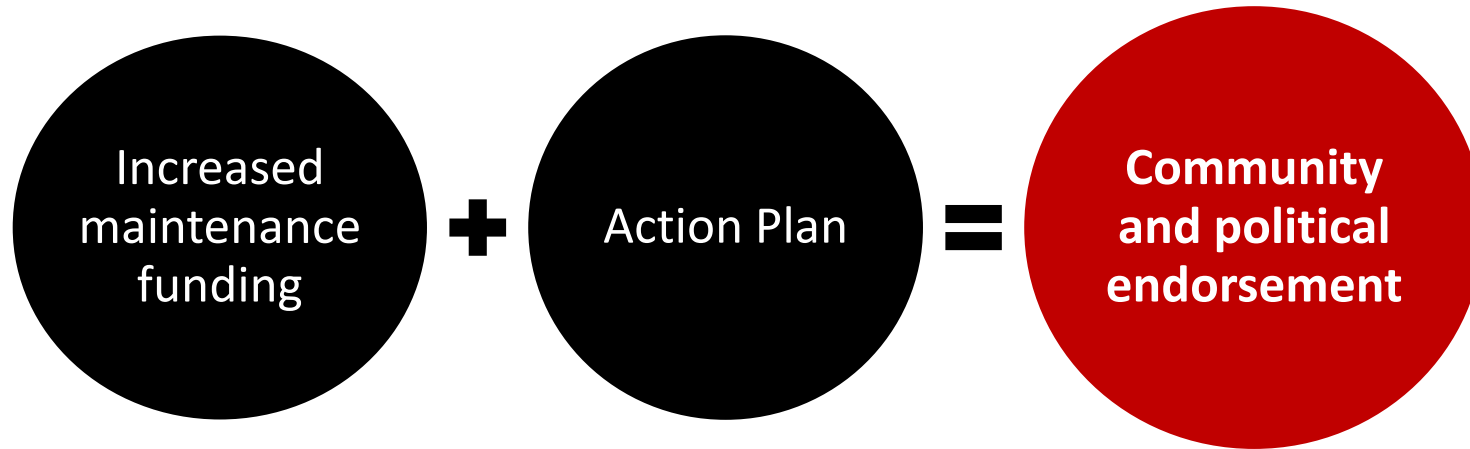 Increased
maintenance
funding
+
Action Plan
=
Community
and political
endorsement